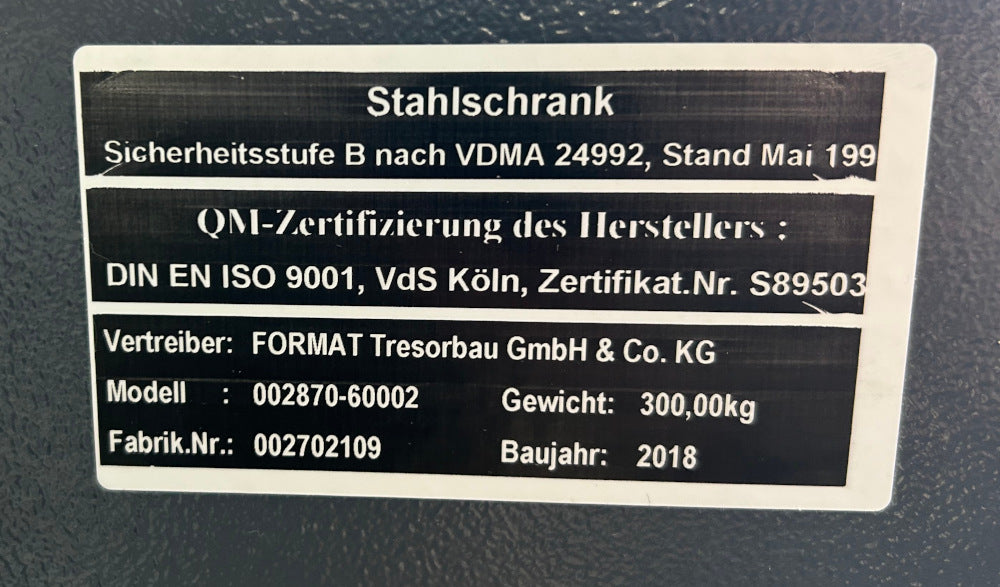 Stahlschrank
Sicherheitsstufe B nach VDMA 24992, Stand Mai 199
QM-Zertifizierung des Herstellers :
DIN EN ISO 9001, VdS Köln, Zertifikat.Nr. S89503
Vertreiber: FORMAT Tresorbau GmbH & Co. KG
Modell : 002870-60002 Gewicht: 300,00kg
Fabrik.Nr.: 002702109 Baujahr: 2018